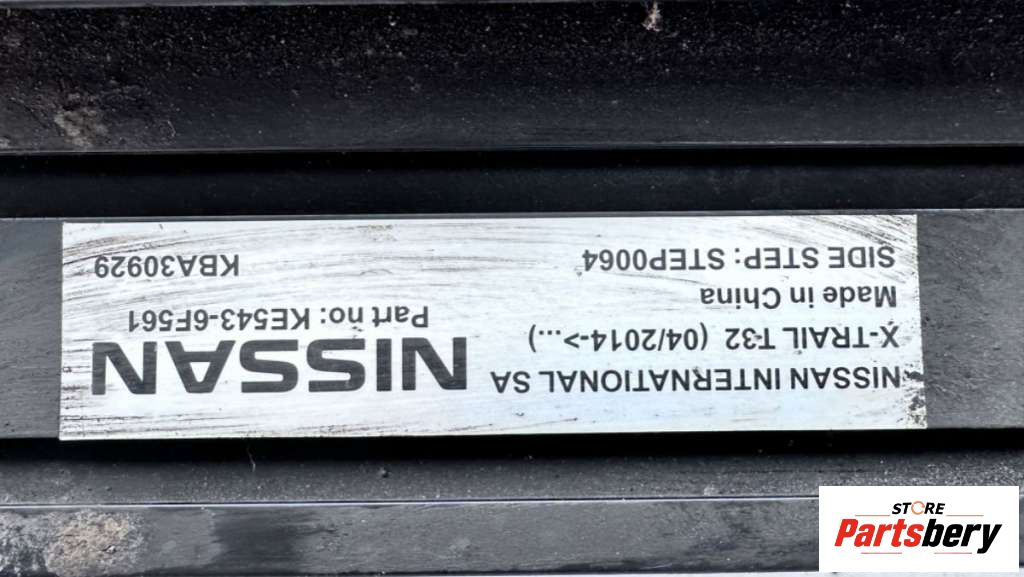 NISSAN INTERNATIONAL SA
X-TRAIL T32 (04/2014->...)
Made in China
SIDE STEP: STEP0064
NISSAN
Part no: KE543-6F561
KBA30929
STORE
Partsbery